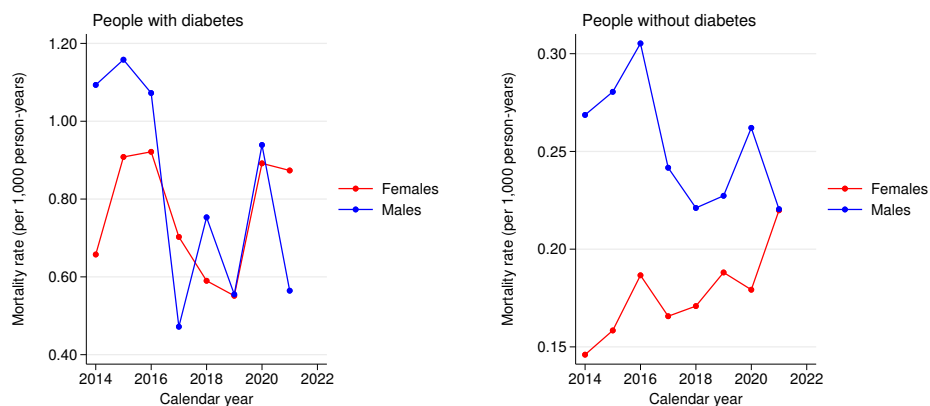 People with diabetes
Mortality rate (per 1,000 person-years)
1.20
1.00
0.80
0.60
0.40
2014 2016 2018 2020 2022
Calendar year
Females
Males
People without diabetes
Mortality rate (per 1,000 person-years)
0.30
0.25
0.20
0.15
2014 2016 2018 2020 2022
Calendar year
Females
Males